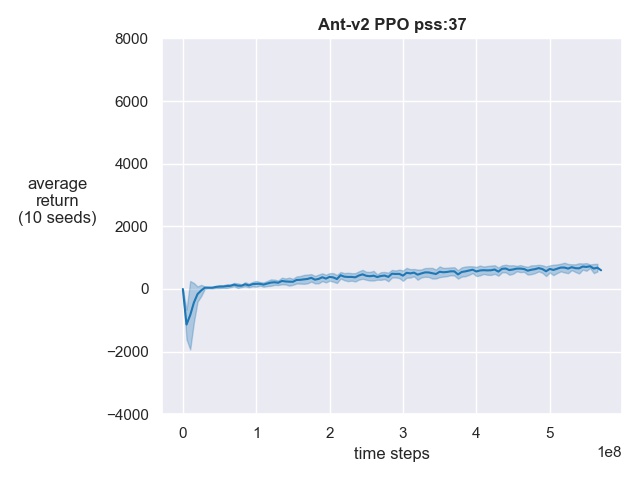 Ant-v2 PPO pss:37
8000
6000
4000
2000
0
−2000
−4000
average
return
(10 seeds)
0 1 2 3 4 5
1e8
time steps